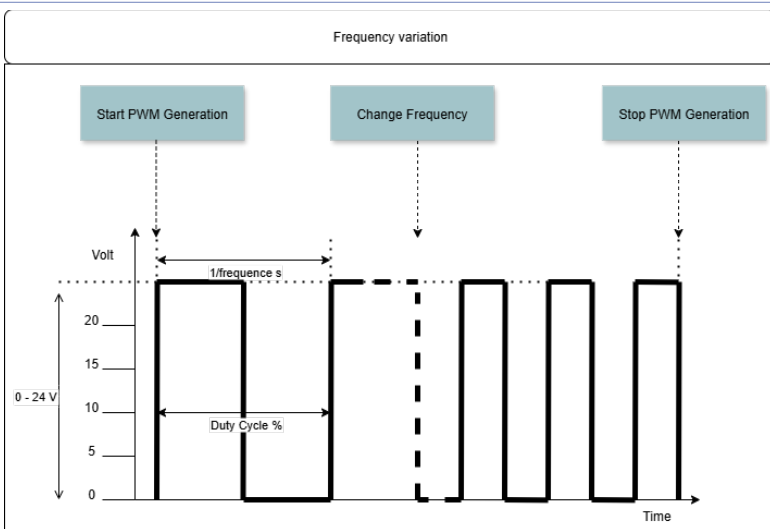 Frequency variation
Start PWM Generation
Change Frequency
Stop PWM Generation
Volt
1/frequence s
20
15
0 - 24 V
10
Duty Cycle %
5
0
Time